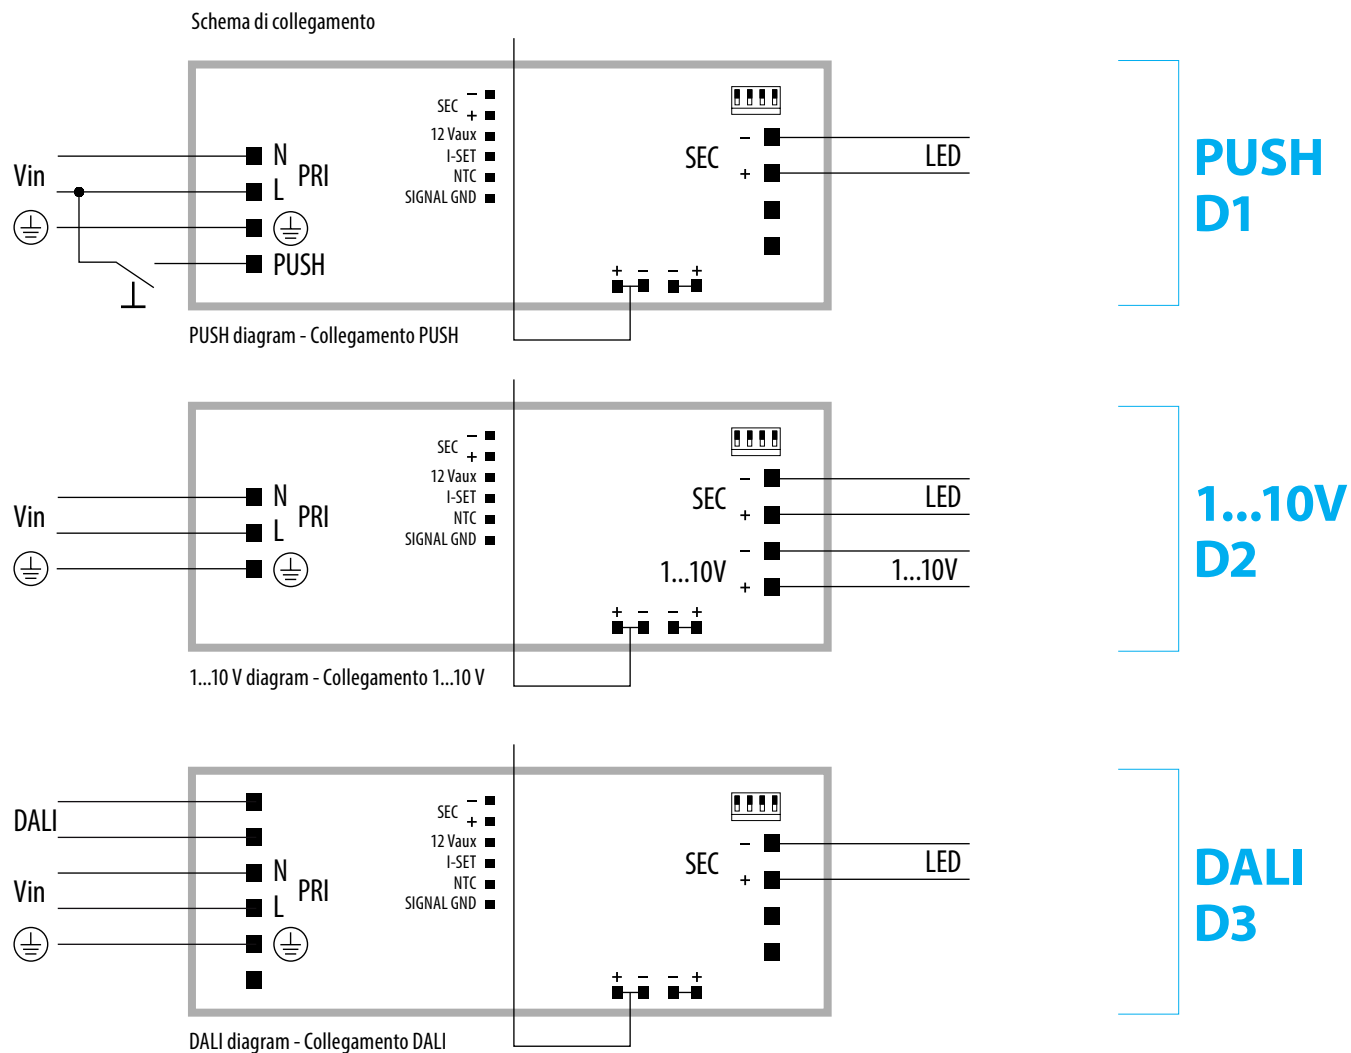 Schema di collegamento
SEC
−
+
12 Vaux
I-SET
NTC
SIGNAL GND
Vin
N
L
PRI
PUSH
SEC
−
+
LED
+ − − +
PUSH diagram - Collegamento PUSH
PUSH
D1
SEC
−
+
12 Vaux
I-SET
NTC
SIGNAL GND
Vin
N
L
PRI
SEC
−
+
LED
1...10V
−
+
1...10V
+ − − +
1...10 V diagram - Collegamento 1...10 V
1...10V
D2
SEC
−
+
12 Vaux
I-SET
NTC
SIGNAL GND
DALI
Vin
N
L
PRI
SEC
−
+
LED
+ − − +
DALI diagram - Collegamento DALI
DALI
D3